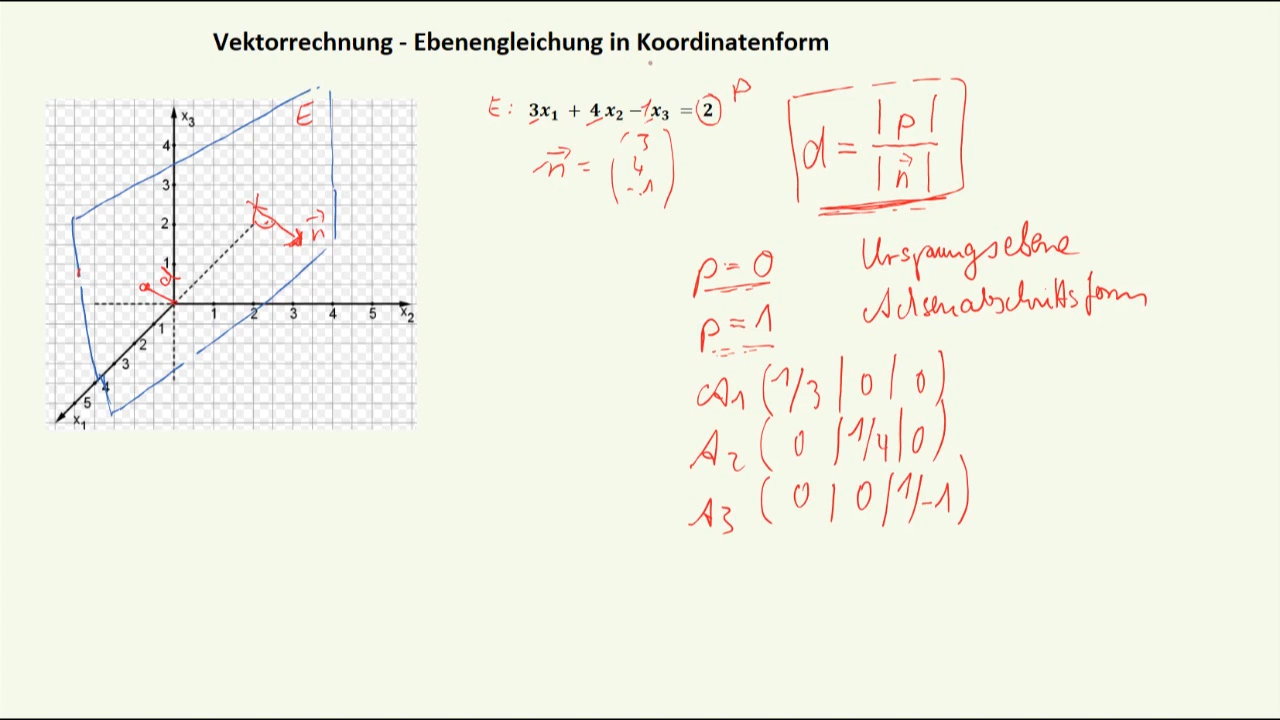 Vektorrechnung - Ebenengleichung in Koordinatenform
E: 3x₁ + 4x₂ -1x₃ = 2 p
n⃗ = (3 4 -1)
d = |p| / |n⃗|
p = 0 Ursprungsebene
p = 1 Achsenabschnittsform
A₁ (1/3 | 0 | 0)
A₂ (0 | 1/4 | 0)
A₃ (0 | 0 | 1/-1)
E
x₃
4
3
2
1
n⃗
d
1 2 3 4 5 x₂
1
2
3
4
5
x₁